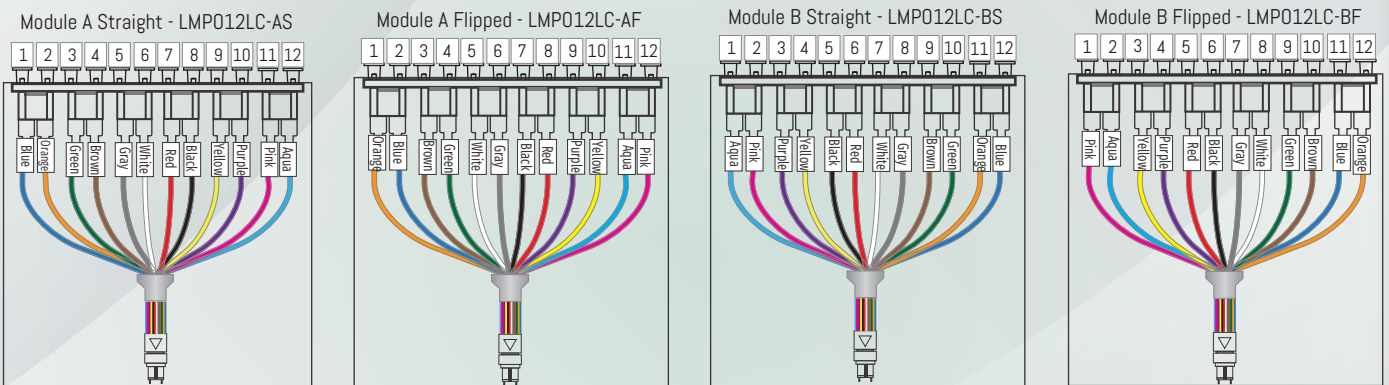 Module A Straight - LMP012LC-AS
1 2 3 4 5 6 7 8 9 10 11 12
Blue Orange Green Brown Gray White Red Black Yellow Purple Pink Aqua
Module A Flipped - LMP012LC-AF
1 2 3 4 5 6 7 8 9 10 11 12
Orange Blue Brown Green White Gray Black Red Purple Yellow Aqua Pink
Module B Straight - LMP012LC-BS
1 2 3 4 5 6 7 8 9 10 11 12
Aqua Pink Purple Yellow Black Red White Gray Brown Green Orange Blue
Module B Flipped - LMP012LC-BF
1 2 3 4 5 6 7 8 9 10 11 12
Pink Aqua Yellow Purple Red Black Gray White Green Brown Blue Orange